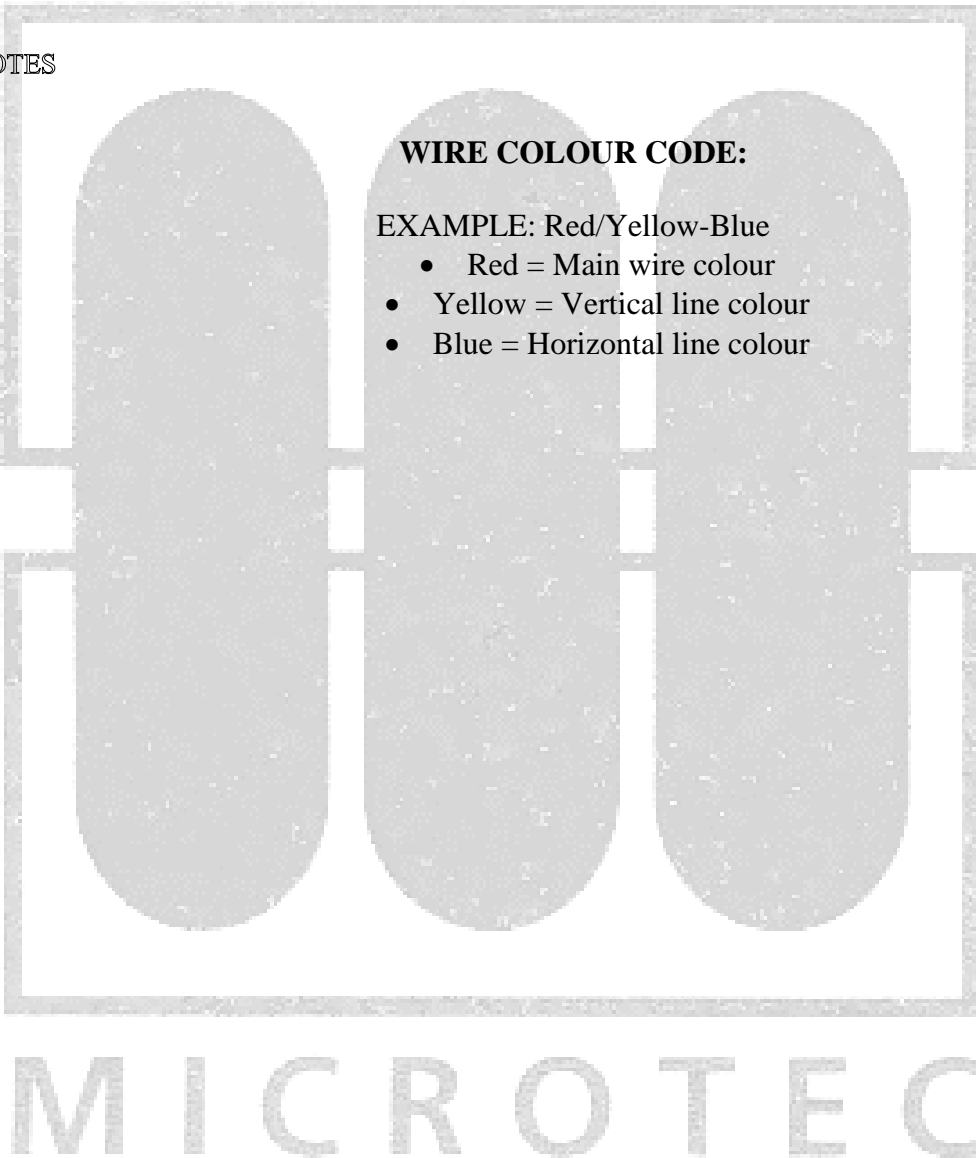 OTES
WIRE COLOUR CODE:
EXAMPLE: Red/Yellow-Blue
• Red = Main wire colour
• Yellow = Vertical line colour
• Blue = Horizontal line colour
MICROTEC